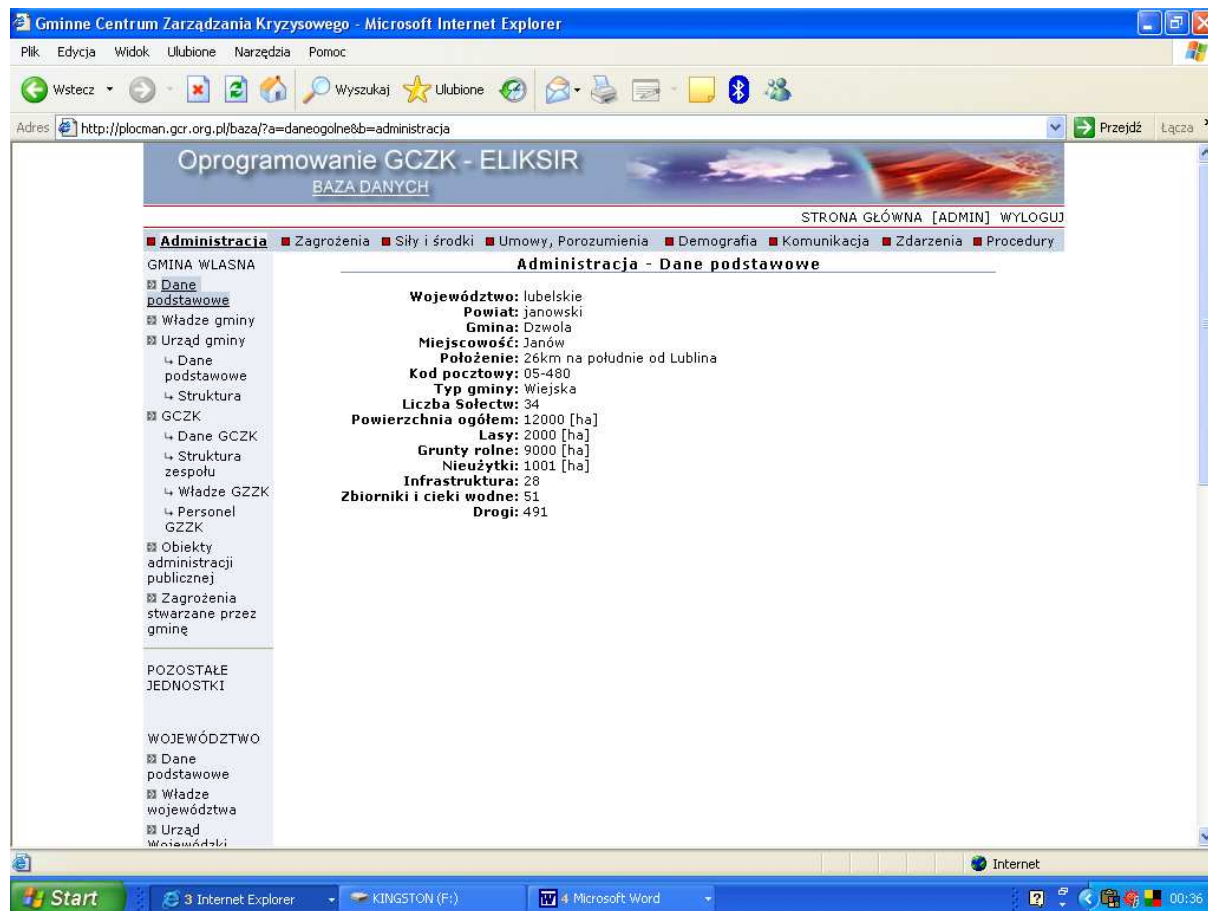 Gminne Centrum Zarządzania Kryzysowego - Microsoft Internet Explorer
Plik Edycja Widok Ulubione Narzędzia Pomoc
Wstecz Wyszukaj Ulubione
Adres http://plocman.gcr.org.pl/baza/?a=daneogolne&b=administracja Przejdź Łącza
Oprogramowanie GCZK - ELIKSIR
BAZA DANYCH
STRONA GŁÓWNA [ADMIN] WYLOGUJ
Administracja Zagrożenia Siły i środki Umowy, Porozumienia Demografia Komunikacja Zdarzenia Procedury
GMINA WLASNA
Dane
podstawowe
Władze gminy
Urząd gminy
Dane
podstawowe
Struktura
GCZK
Dane GCZK
Struktura
zespołu
Władze GZZK
Personel
GZZK
Obiekty
administracji
publicznej
Zagrożenia
stwarzane przez
gminę
POZOSTAŁE
JEDNOSTKI
WOJEWÓDZTWO
Dane
podstawowe
Władze
województwa
Urząd
Wojewódzki
Administracja - Dane podstawowe
Województwo: lubelskie
Powiat: janowski
Gmina: Dzwola
Miejscowość: Janów
Położenie: 26km na południe od Lublina
Kod pocztowy: 05-480
Typ gminy: Wiejska
Liczba Sołectw: 34
Powierzchnia ogółem: 12000 [ha]
Lasy: 2000 [ha]
Grunty rolne: 9000 [ha]
Nieużytki: 1001 [ha]
Infrastruktura: 28
Zbiorniki i cieki wodne: 51
Drogi: 491
Internet
Start 3 Internet Explorer KINGSTON (F:) 4 Microsoft Word 00:36